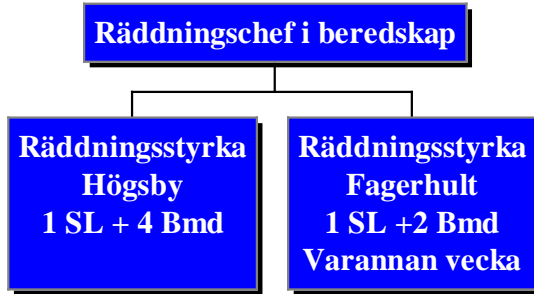 Räddningschef i beredskap
Räddningsstyrka
Högsby
1 SL + 4 Bmd
Räddningsstyrka
Fagerhult
1 SL +2 Bmd
Varannan vecka